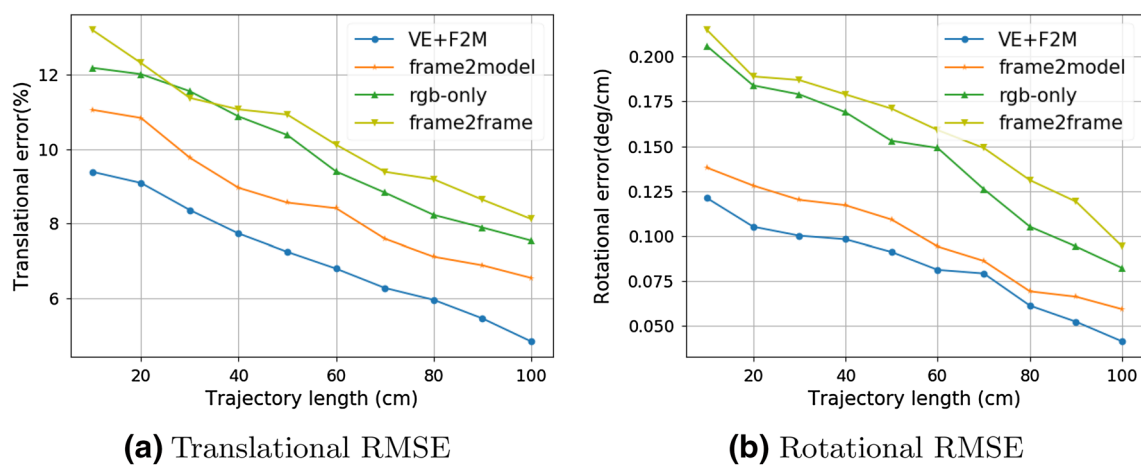 VE+F2M
frame2model
rgb-only
frame2frame
Translational error(%)
12
10
8
6
20 40 60 80 100
Trajectory length (cm)
(a) Translational RMSE
VE+F2M
frame2model
rgb-only
frame2frame
Rotational error(deg/cm)
0.200
0.175
0.150
0.125
0.100
0.075
0.050
20 40 60 80 100
Trajectory length (cm)
(b) Rotational RMSE